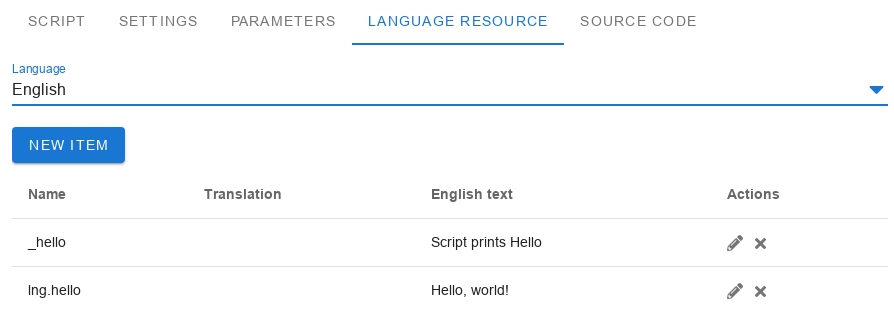 SCRIPT SETTINGS PARAMETERS LANGUAGE RESOURCE SOURCE CODE
Language
English
NEW ITEM
Name Translation English text Actions
_hello Script prints Hello
lng.hello Hello, world!